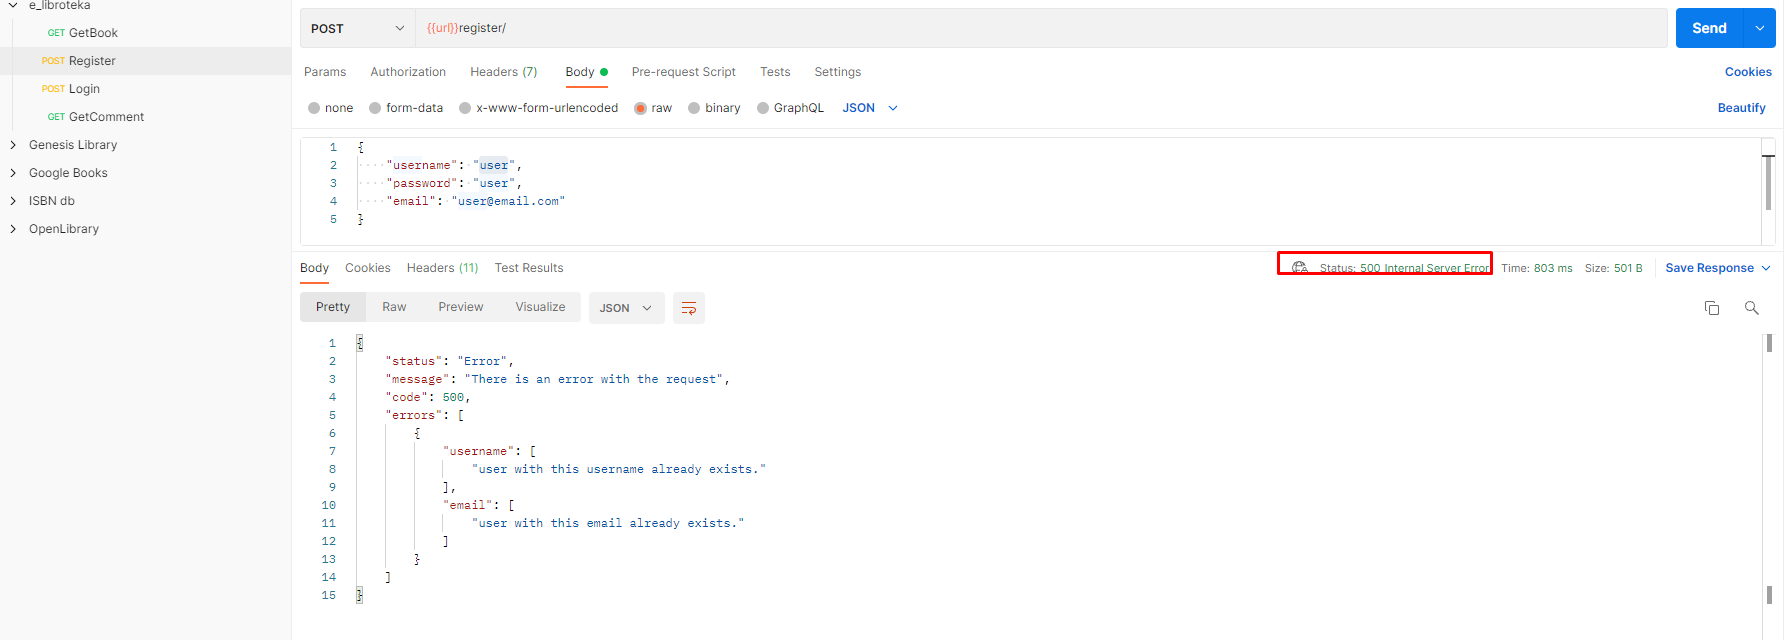 e_libroteka
GET GetBook
POST Register
POST Login
GET GetComment
Genesis Library
Google Books
ISBN db
OpenLibrary
POST {{url}}register/ Send
Params Authorization Headers (7) Body Pre-request Script Tests Settings Cookies
none form-data x-www-form-urlencoded raw binary GraphQL JSON Beautify
1 {
2 ····"username":·"user",
3 ····"password":·"user",
4 ····"email":·"user@email.com"
5 }
Body Cookies Headers (11) Test Results Status: 500 Internal Server Error Time: 803 ms Size: 501 B Save Response
Pretty Raw Preview Visualize JSON
1 {
2 "status": "Error",
3 "message": "There is an error with the request",
4 "code": 500,
5 "errors": [
6 {
7 "username": [
8 "user with this username already exists."
9 ],
10 "email": [
11 "user with this email already exists."
12 ]
13 }
14 ]
15 }